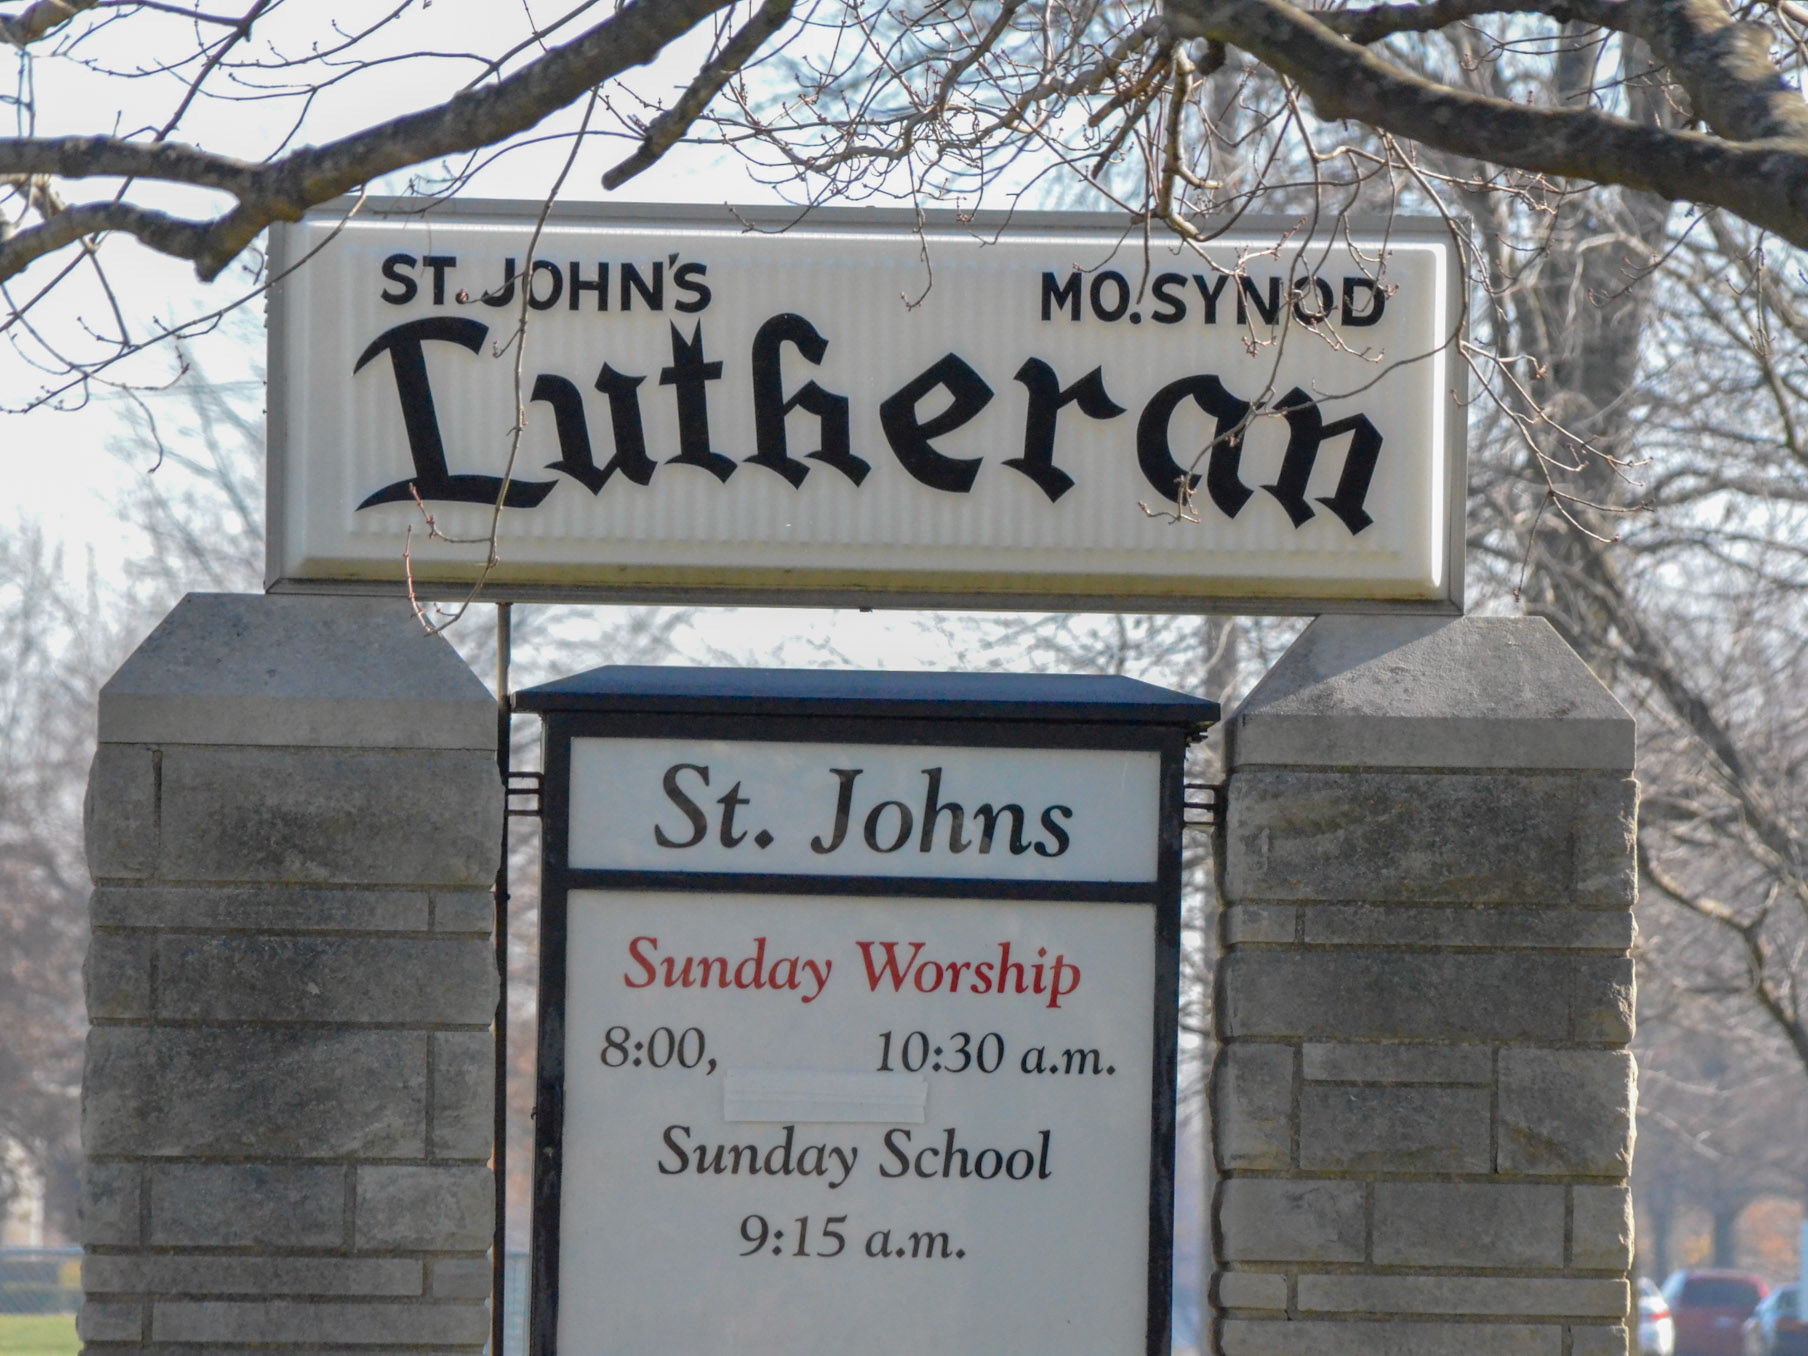 ST. JOHN'S MO. SYNOD
Lutheran
St. Johns
Sunday Worship
8:00, 10:30 a.m.
Sunday School
9:15 a.m.